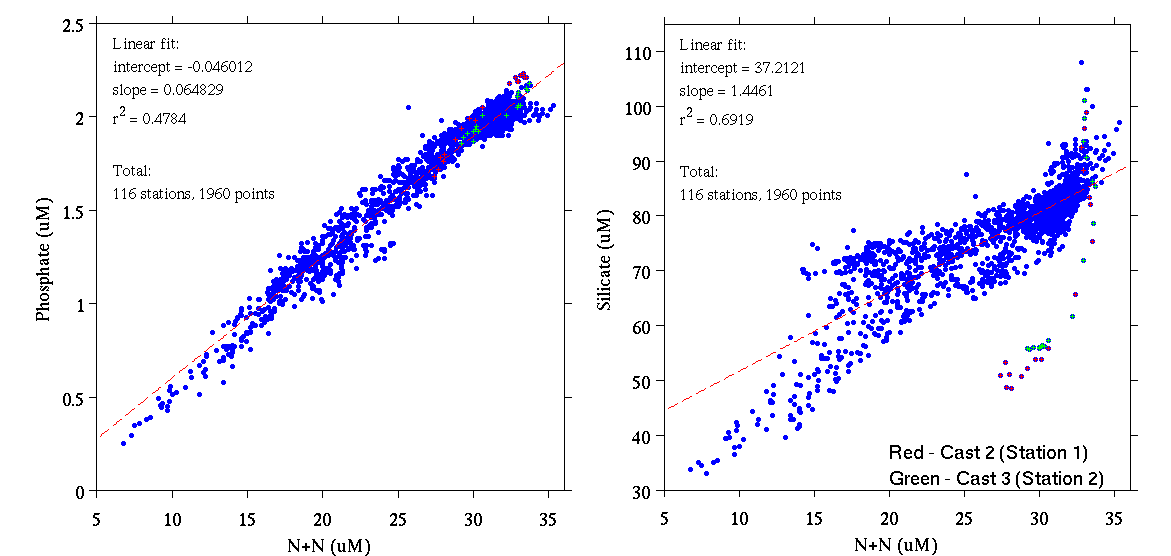 Linear fit:
intercept = -0.046012
slope = 0.064829
r2 = 0.4784
Total:
116 stations, 1960 points
2.5
2
1.5
1
0.5
0
Phosphate (uM)
5 10 15 20 25 30 35
N+N (uM)
Linear fit:
intercept = 37.2121
slope = 1.4461
r2 = 0.6919
Total:
116 stations, 1960 points
110
100
90
80
70
60
50
40
30
Silicate (uM)
Red - Cast 2 (Station 1)
Green - Cast 3 (Station 2)
5 10 15 20 25 30 35
N+N (uM)